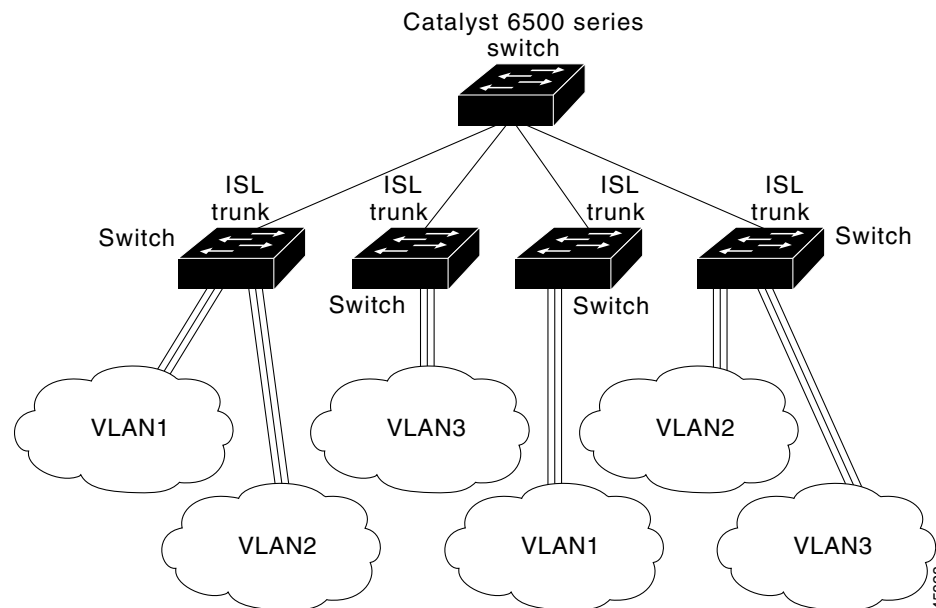 Catalyst 6500 series
switch
ISL
trunk
ISL
trunk
ISL
trunk
ISL
trunk
Switch
Switch
Switch
Switch
VLAN1
VLAN3
VLAN2
VLAN2
VLAN1
VLAN3